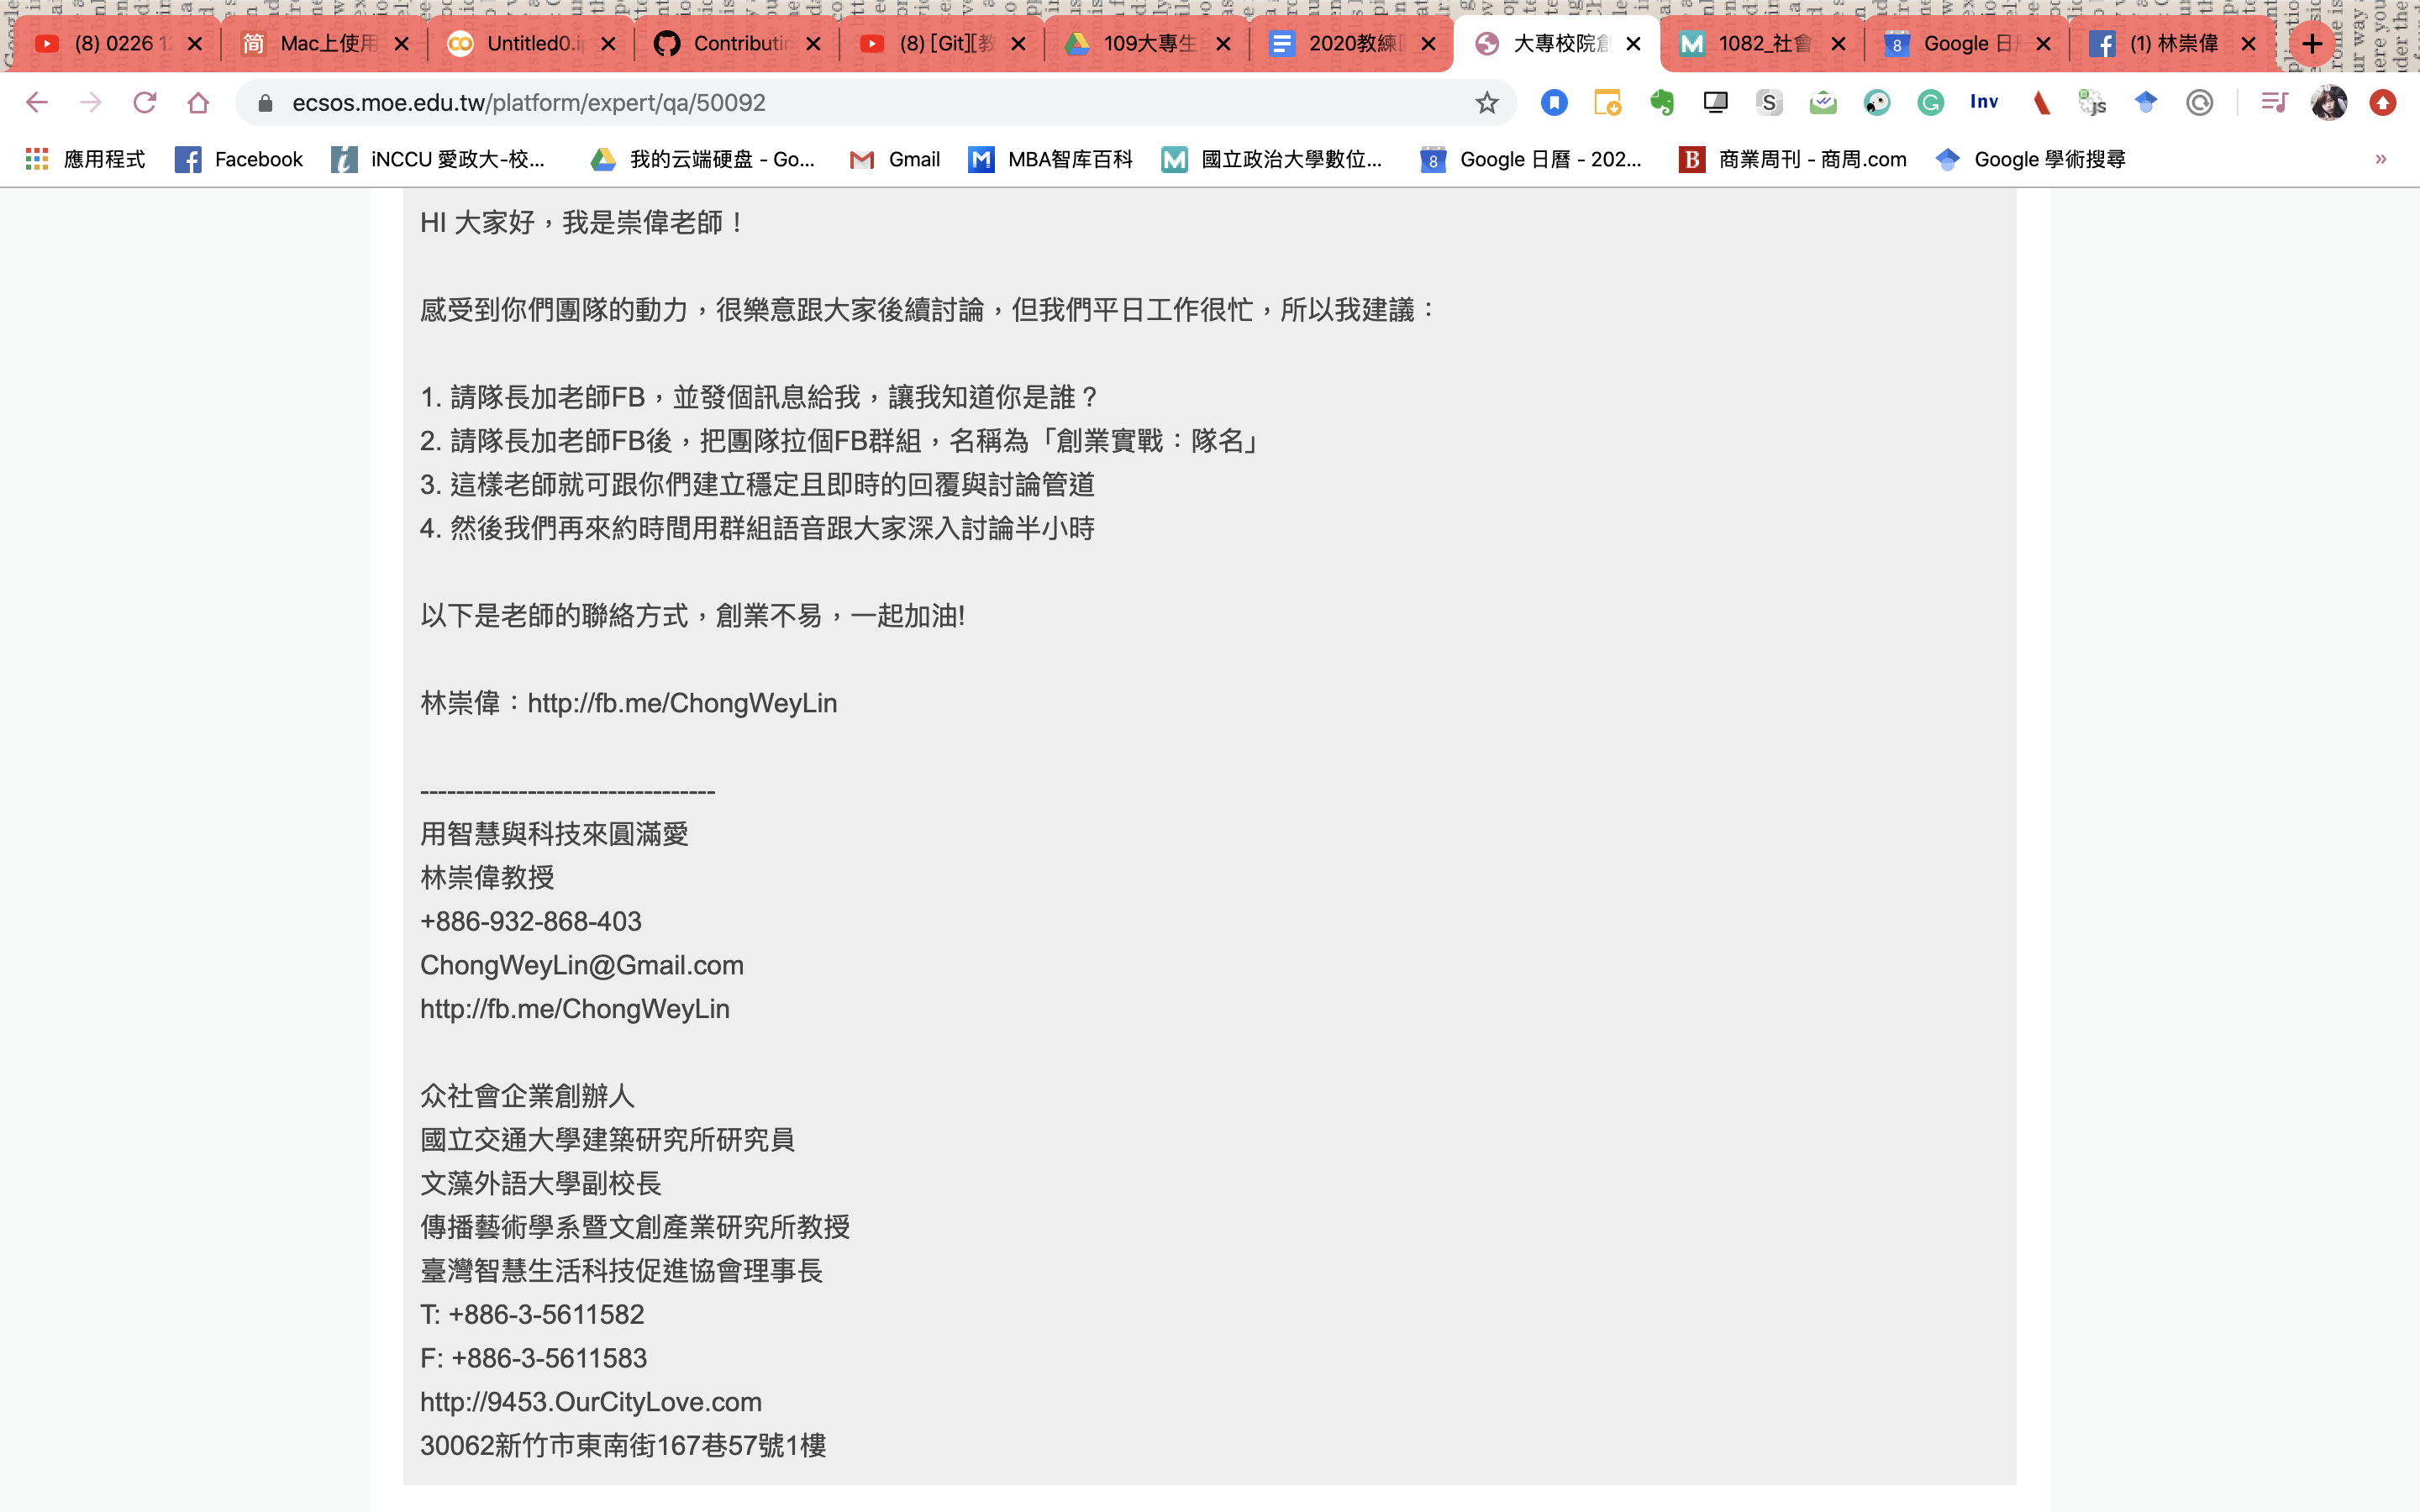 (8) 0226 1
Mac上使用
Untitled0.i
Contributi
(8) [Git][教
109大專生
2020教練
大專校院創
1082_社會
Google 日
(1) 林崇偉
ecsos.moe.edu.tw/platform/expert/qa/50092
應用程式
Facebook
iNCCU 愛政大-校...
我的云端硬盘 - Go...
Gmail
MBA智库百科
國立政治大學數位...
Google 日曆 - 202...
商業周刊 - 商周.com
Google 學術搜尋
HI 大家好，我是崇偉老師！
感受到你們團隊的動力，很樂意跟大家後續討論，但我們平日工作很忙，所以我建議：
1. 請隊長加老師FB，並發個訊息給我，讓我知道你是誰？
2. 請隊長加老師FB後，把團隊拉個FB群組，名稱為「創業實戰：隊名」
3. 這樣老師就可跟你們建立穩定且即時的回覆與討論管道
4. 然後我們再來約時間用群組語音跟大家深入討論半小時
以下是老師的聯絡方式，創業不易，一起加油!
林崇偉：http://fb.me/ChongWeyLin
---------------------------------
用智慧與科技來圓滿愛
林崇偉教授
+886-932-868-403
ChongWeyLin@Gmail.com
http://fb.me/ChongWeyLin
众社會企業創辦人
國立交通大學建築研究所研究員
文藻外語大學副校長
傳播藝術學系暨文創產業研究所教授
臺灣智慧生活科技促進協會理事長
T: +886-3-5611582
F: +886-3-5611583
http://9453.OurCityLove.com
30062新竹市東南街167巷57號1樓